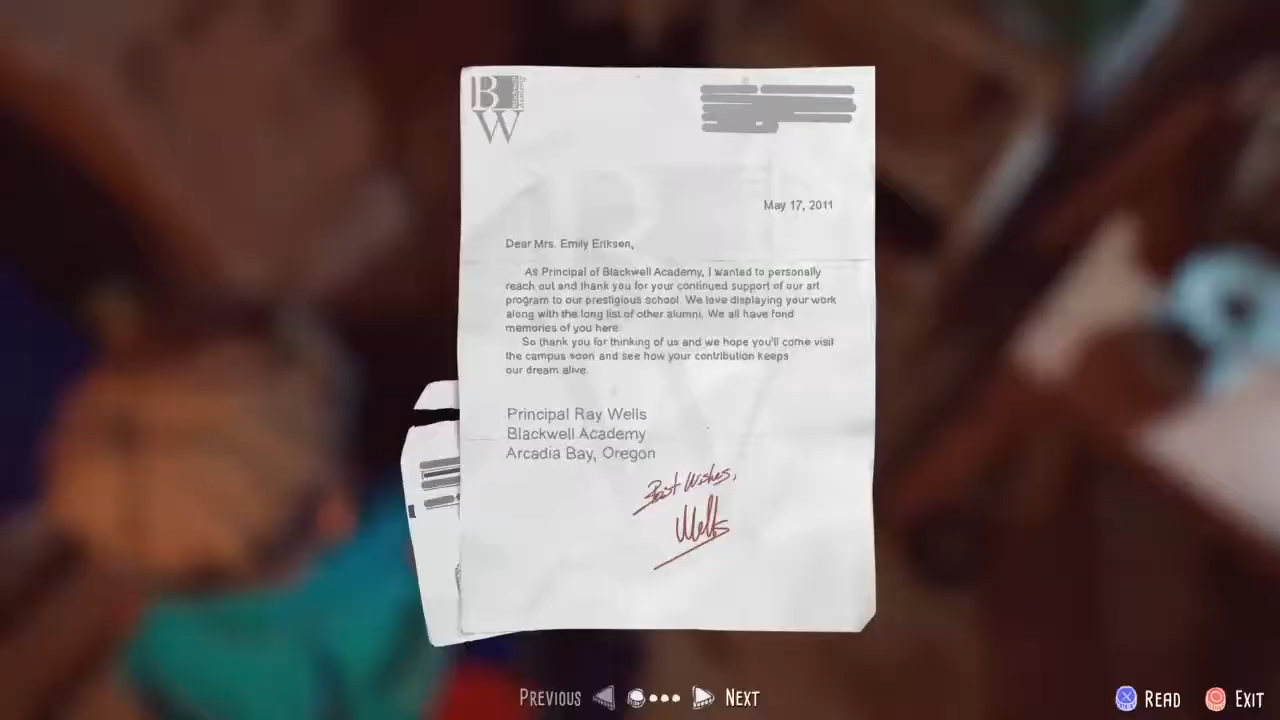 B
Blackwell
Academy
W
May 17, 2011
Dear Mrs. Emily Eriksen,
As Principal of Blackwell Academy, I wanted to personally
reach out and thank you for your continued support of our art
program to our prestigious school. We love displaying your work
along with the long list of other alumni. We all have fond
memories of you here
So thank you for thinking of us and we hope you'll come visit
the campus soon and see how your contribution keeps
our dream alive.
Principal Ray Wells
Blackwell Academy
Arcadia Bay, Oregon
Best Wishes,
Wells
PREVIOUS NEXT
READ EXIT